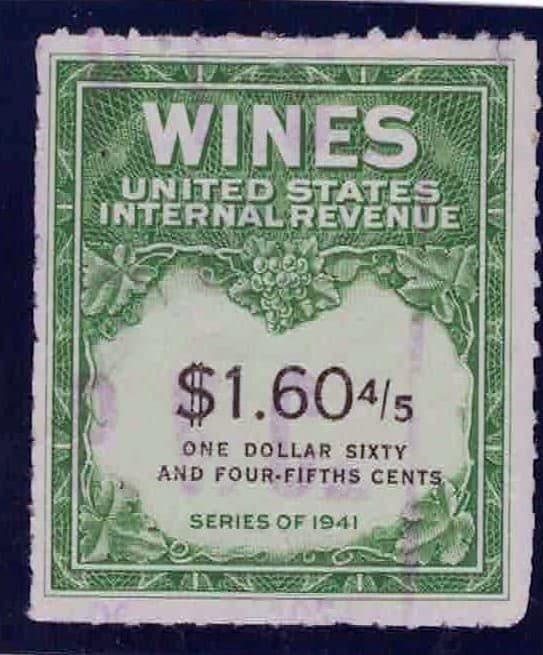 WINES
UNITED STATES
INTERNAL REVENUE
$1.60 4/5
ONE DOLLAR SIXTY
AND FOUR-FIFTHS CENTS
SERIES OF 1941